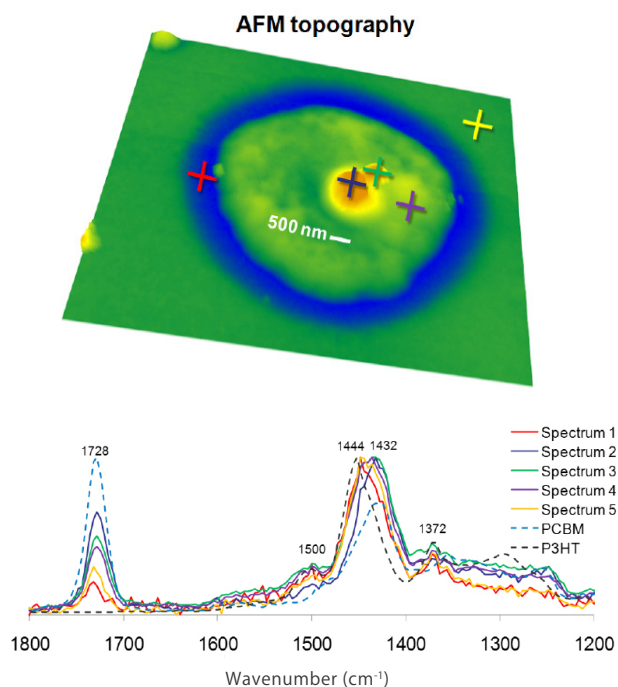 AFM topography
500 nm
1728
1444
1432
1500
1372
Spectrum 1
Spectrum 2
Spectrum 3
Spectrum 4
Spectrum 5
PCBM
P3HT
1800 1700 1600 1500 1400 1300 1200
Wavenumber (cm⁻¹)